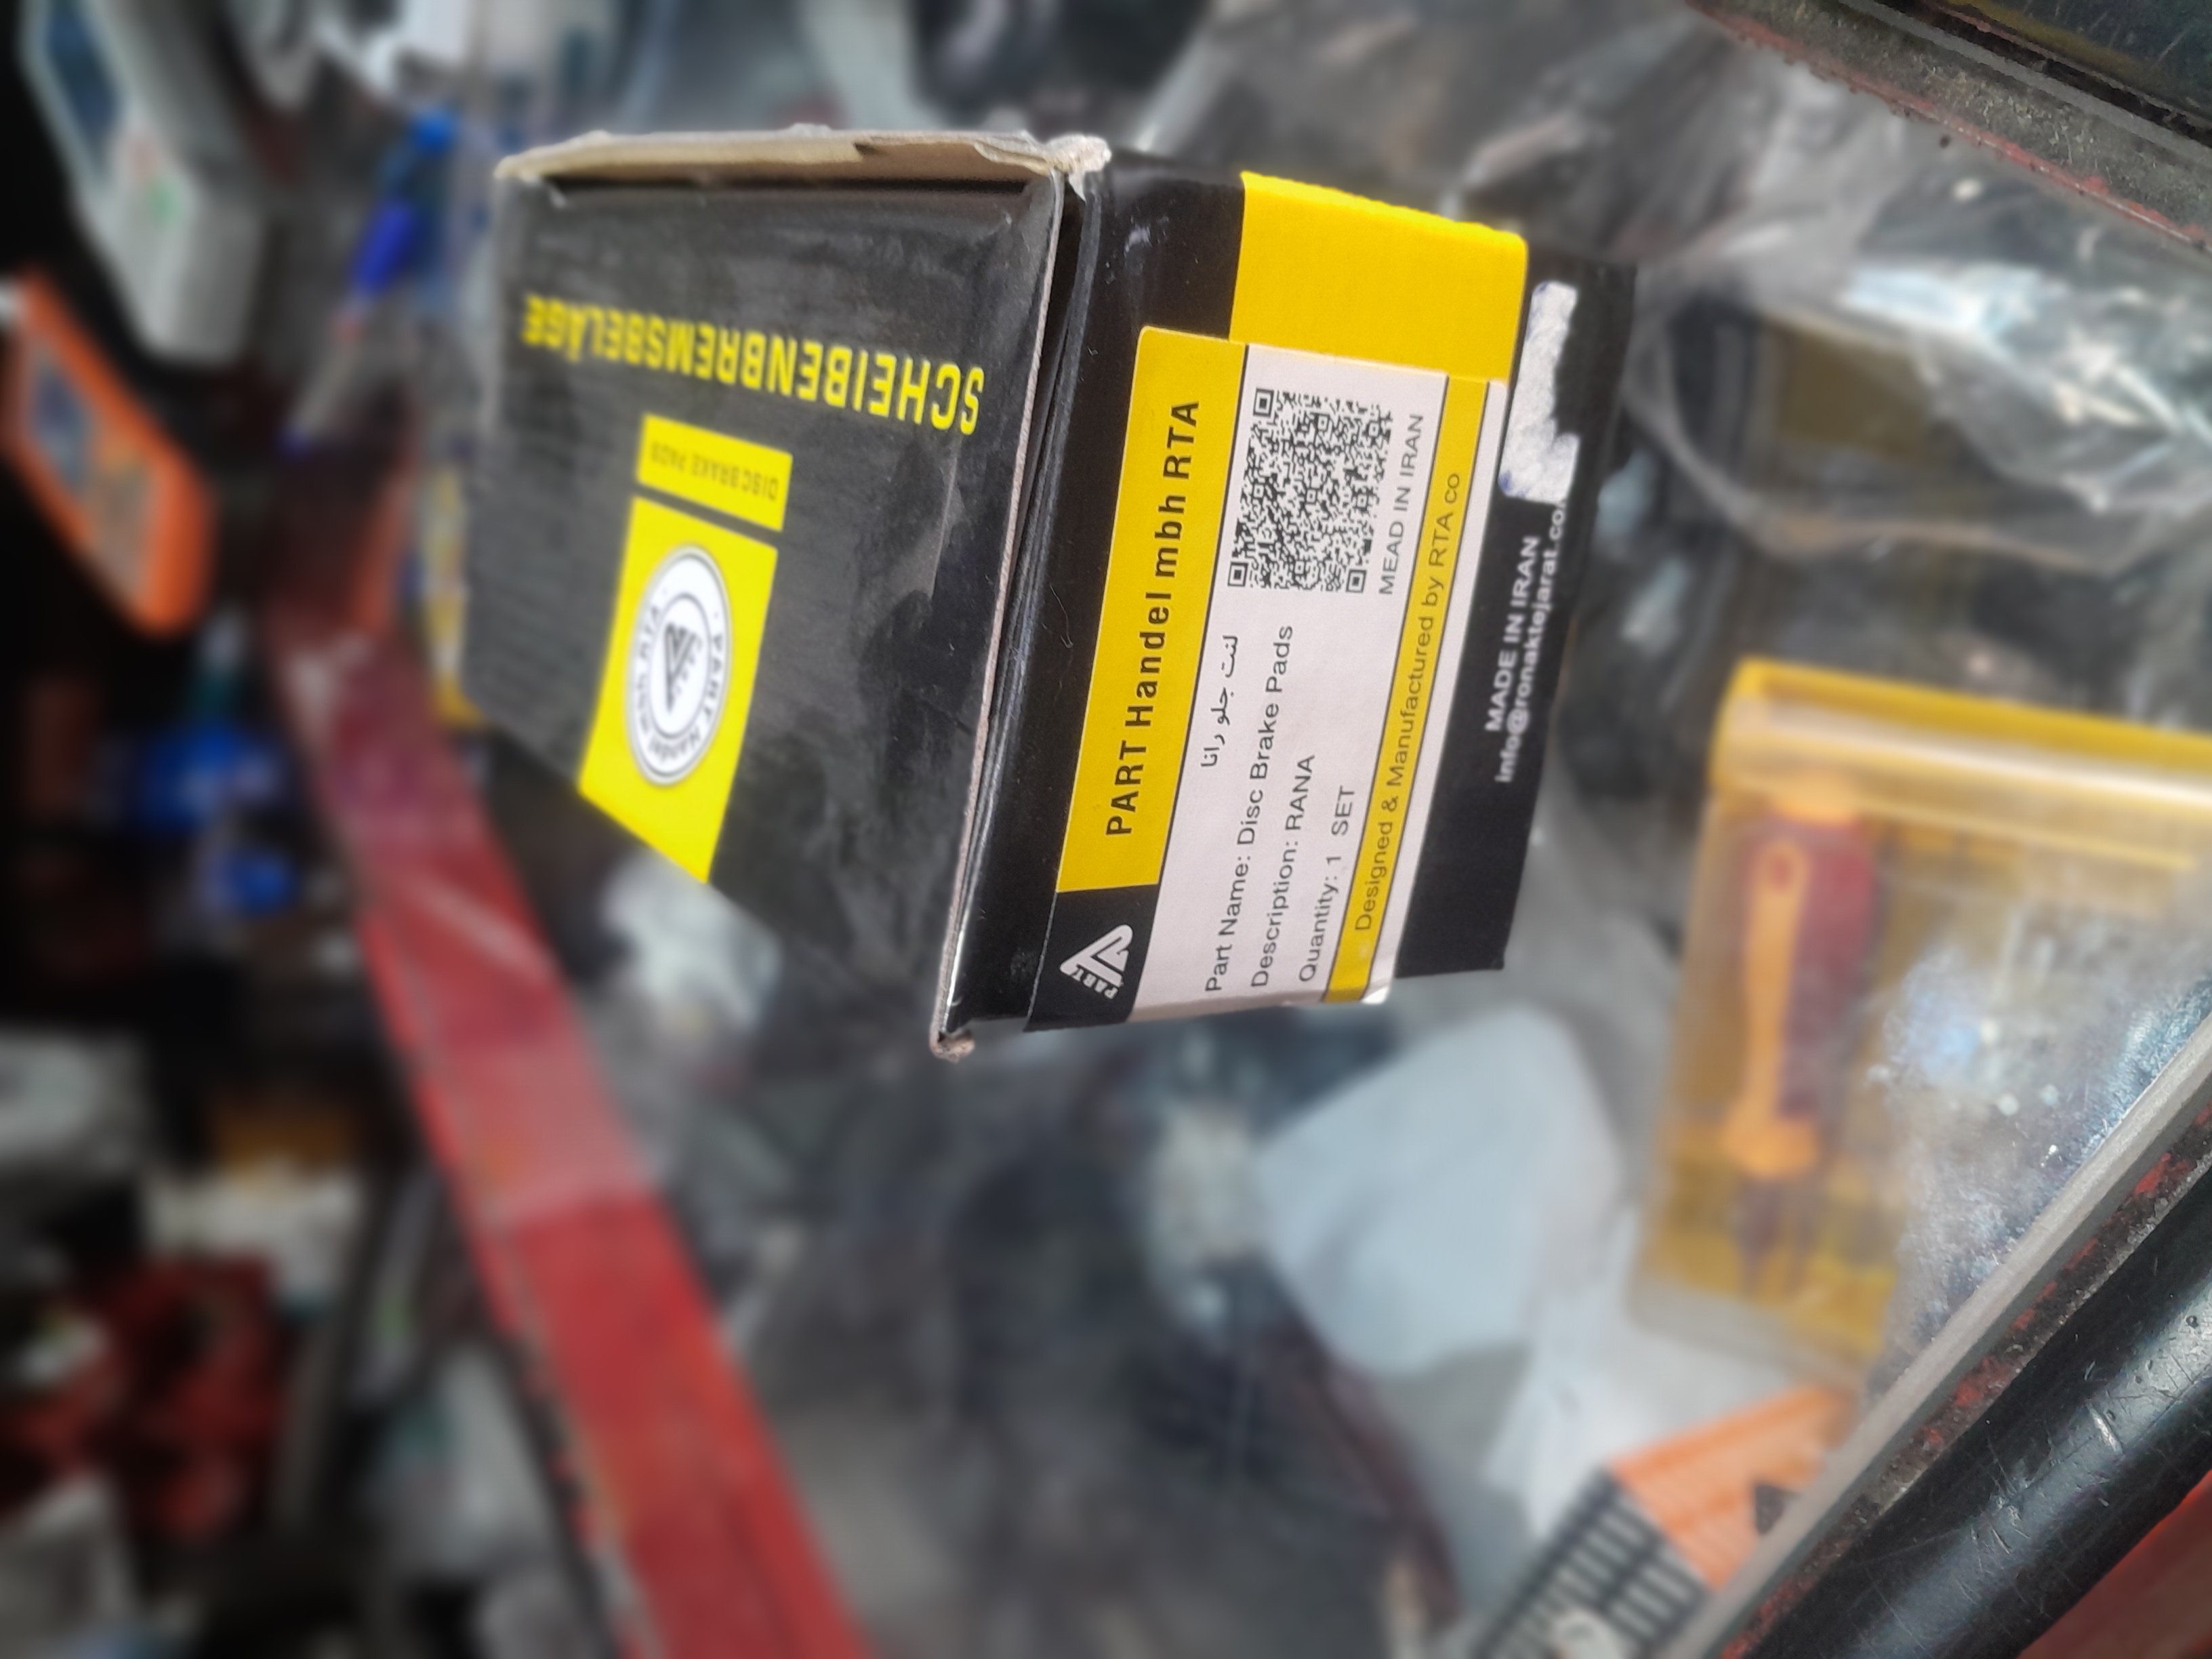 SCHEIBENBREMSBELÄGE
DISC BRAKE PADS
PART Handel mbh RTA
PART
PART Handel mbh RTA
لنت جلو رانا
Part Name: Disc Brake Pads
Description: RANA
Quantity: 1 SET
MEAD IN IRAN
Designed & Manufactured by RTA co
MADE IN IRAN
info@ronaktejarat.co